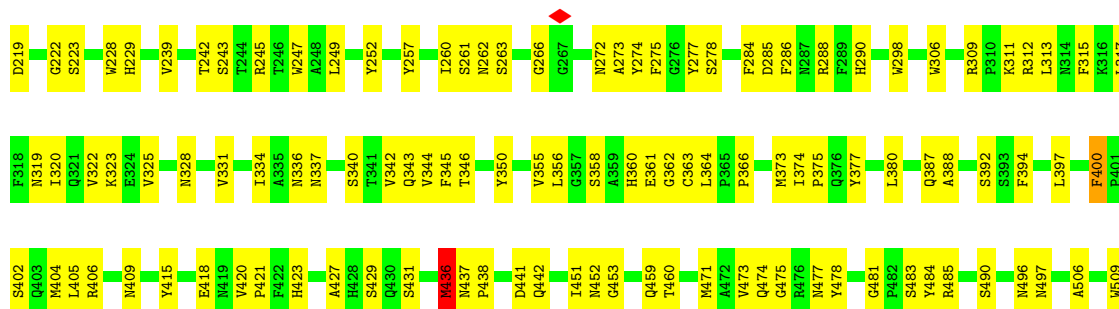 D219 G222 S223 W228 H229 V239 T242 S243 T244 R245 T246 W247 A248 L249 Y252 Y257 I260 S261 N262 S263 G266 G267 N272 A273 Y274 F275 G276 Y277 S278 F284 D285 F286 N287 R288 F289 H290 W298 W306 R309 P310 K311 R312 L313 N314 F315 K316
F318 N319 I320 Q321 V322 K323 E324 V325 N328 V331 I334 A335 N336 N337 S340 T341 V342 Q343 V344 F345 T346 Y350 V355 L356 G357 S358 A359 H360 E361 G362 C363 L364 P365 P366 M373 I374 P375 Q376 Y377 L380 Q387 A388 S392 S393 F394 L397 F400 P401
S402 Q403 M404 L405 R406 N409 Y415 E418 N419 V420 P421 F422 H423 A427 H428 S429 Q430 S431 M436 N437 P438 D441 Q442 I451 N452 G453 Q459 T460 M471 A472 V473 Q474 G475 R476 N477 Y478 G481 P482 S483 Y484 R485 S490 N496 N497 A506 W509